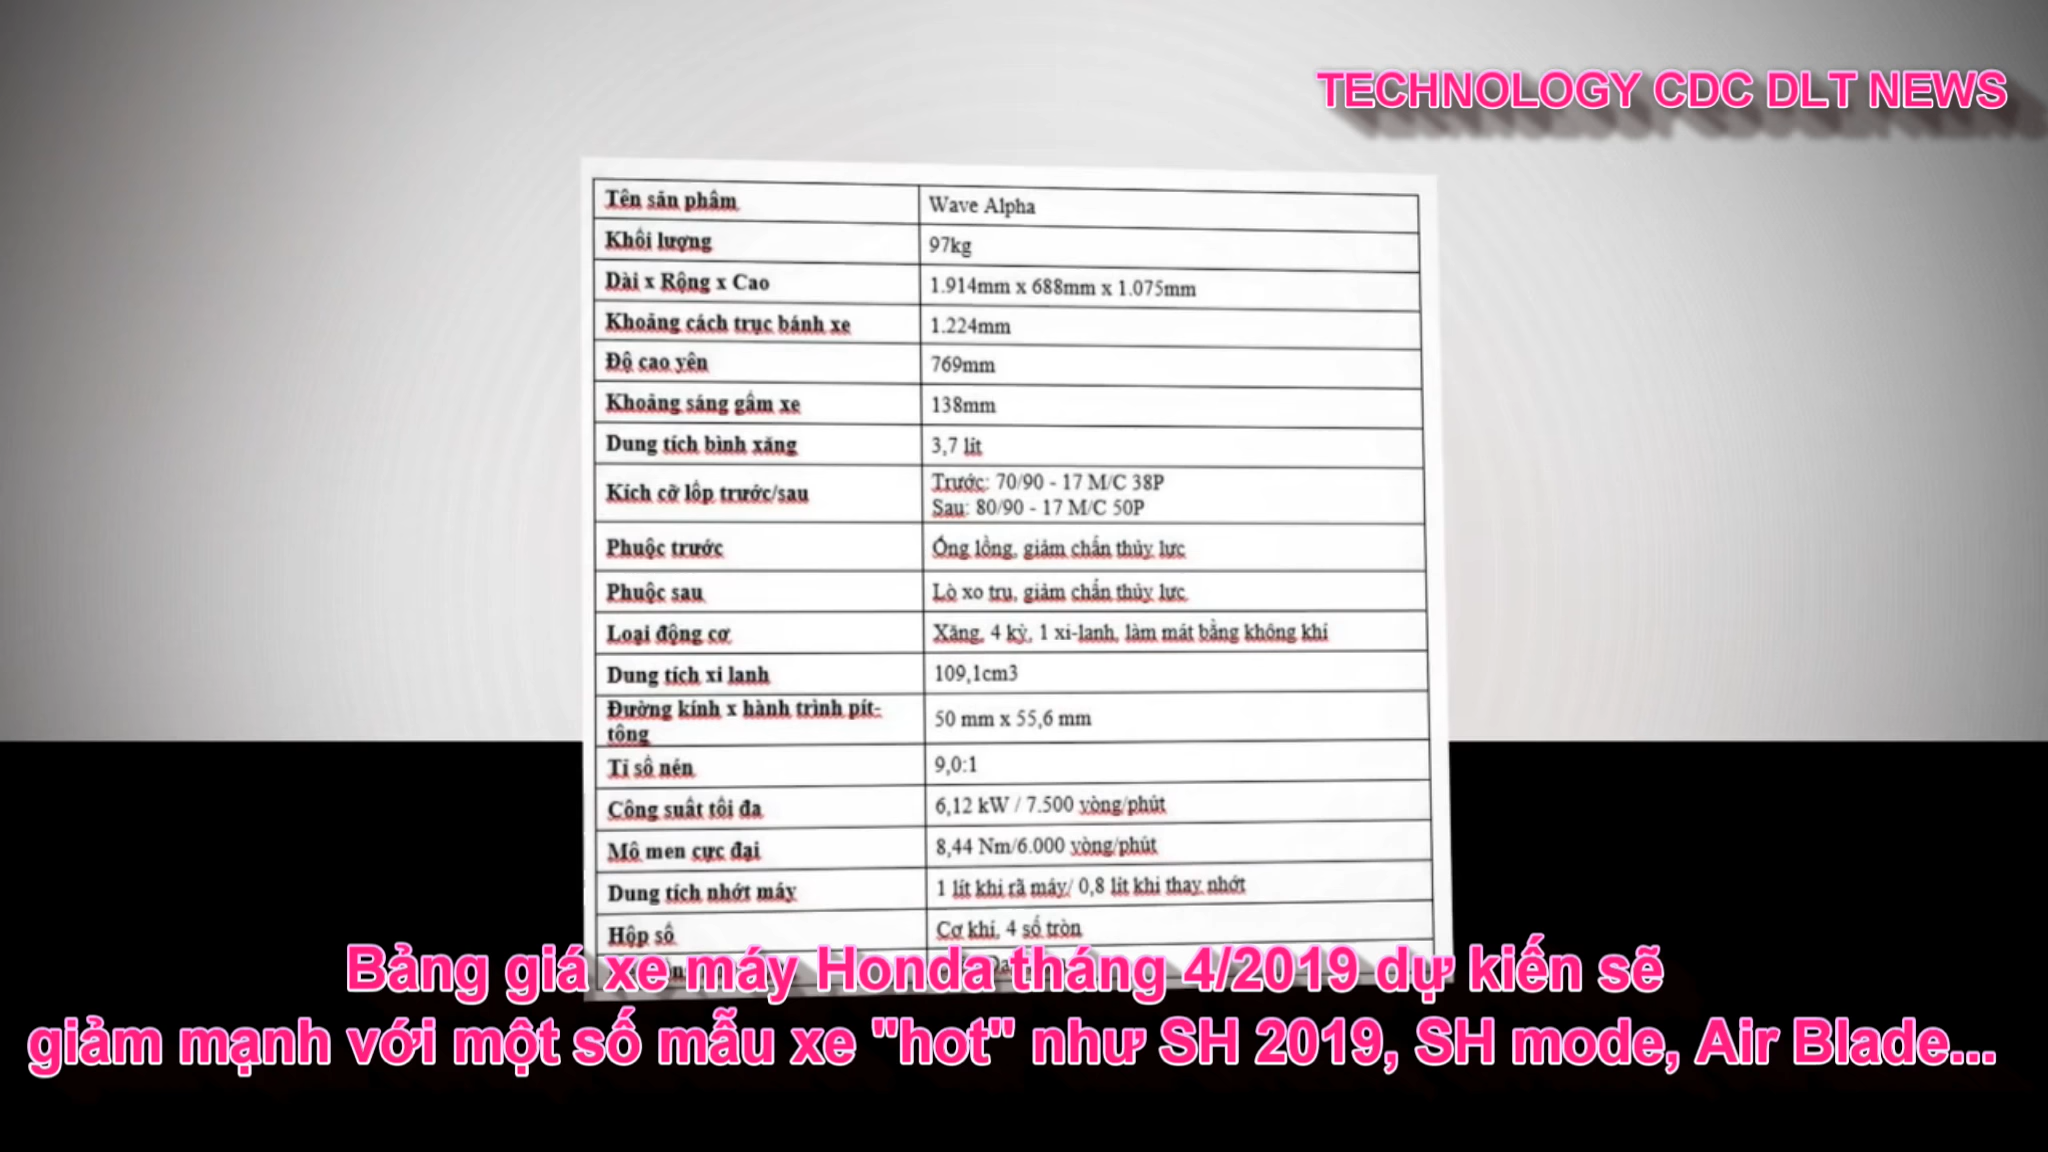 TECHNOLOGY CDC DLT NEWS
Tên sản phẩm Wave Alpha
Khối lượng 97kg
Dài x Rộng x Cao 1.914mm x 688mm x 1.075mm
Khoảng cách trục bánh xe 1.224mm
Độ cao yên 769mm
Khoảng sáng gầm xe 138mm
Dung tích bình xăng 3,7 lít
Kích cỡ lốp trước/sau Trước: 70/90 - 17 M/C 38P
Sau: 80/90 - 17 M/C 50P
Phuộc trước Ống lồng, giảm chấn thủy lực
Phuộc sau Lò xo trụ, giảm chấn thủy lực
Loại động cơ Xăng, 4 kỳ, 1 xi-lanh, làm mát bằng không khí
Dung tích xi lanh 109,1cm3
Đường kính x hành trình pít-
tông 50 mm x 55,6 mm
Tỉ số nén 9,0:1
Công suất tối đa 6,12 kW / 7.500 vòng/phút
Mô men cực đại 8,44 Nm/6.000 vòng/phút
Dung tích nhớt máy 1 lít khi rã máy/ 0,8 lít khi thay nhớt
Hộp số Cơ khí, 4 số tròn
Bảng giá xe máy Honda tháng 4/2019 dự kiến sẽ
giảm mạnh với một số mẫu xe "hot" như SH 2019, SH mode, Air Blade...